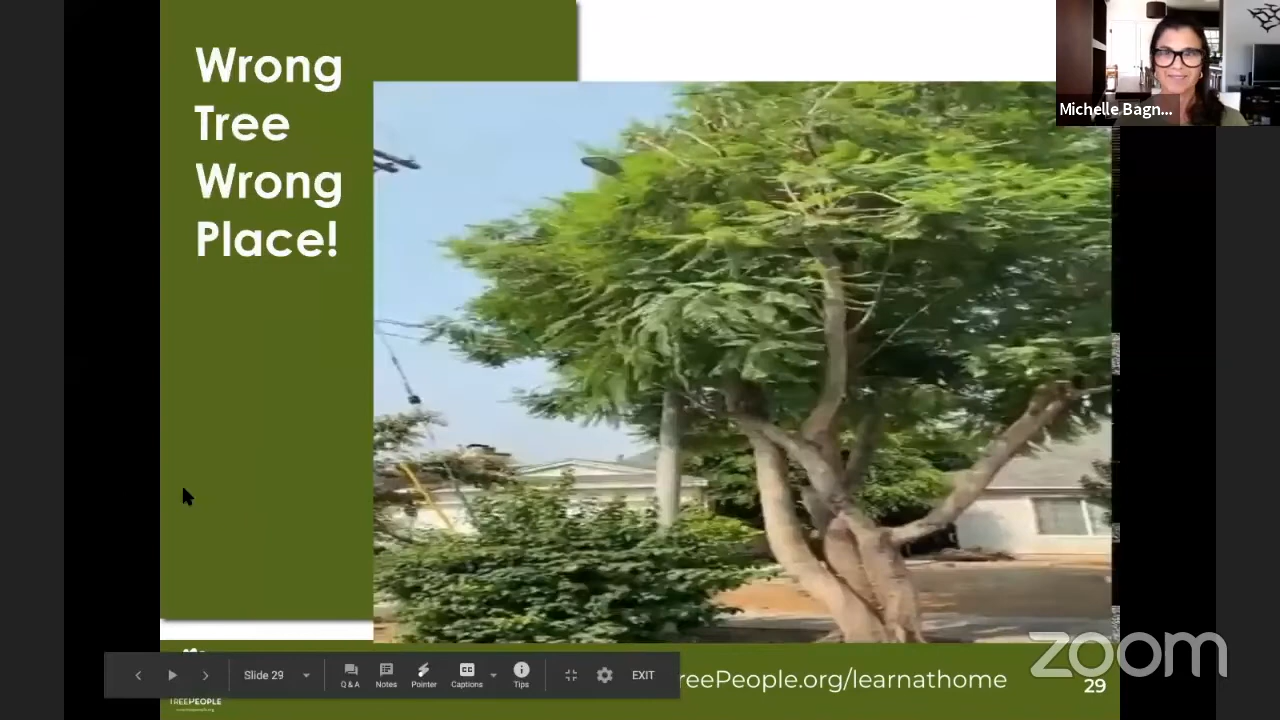 Wrong
Tree
Wrong
Place!
Michelle Bagn...
Slide 29
Q & A
Notes
Pointer
Captions
Tips
EXIT
reePeople.org/learnathome
29
zoom
TREEPEOPLE